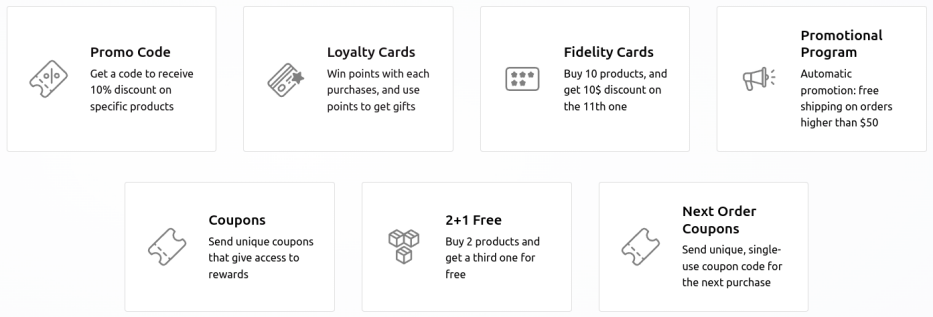 Promo Code
Get a code to receive
10% discount on
specific products
Loyalty Cards
Win points with each
purchases, and use
points to get gifts
Fidelity Cards
Buy 10 products, and
get 10$ discount on
the 11th one
Promotional
Program
Automatic
promotion: free
shipping on orders
higher than $50
Coupons
Send unique coupons
that give access to
rewards
2+1 Free
Buy 2 products and
get a third one for
free
Next Order
Coupons
Send unique, single-
use coupon code for
the next purchase